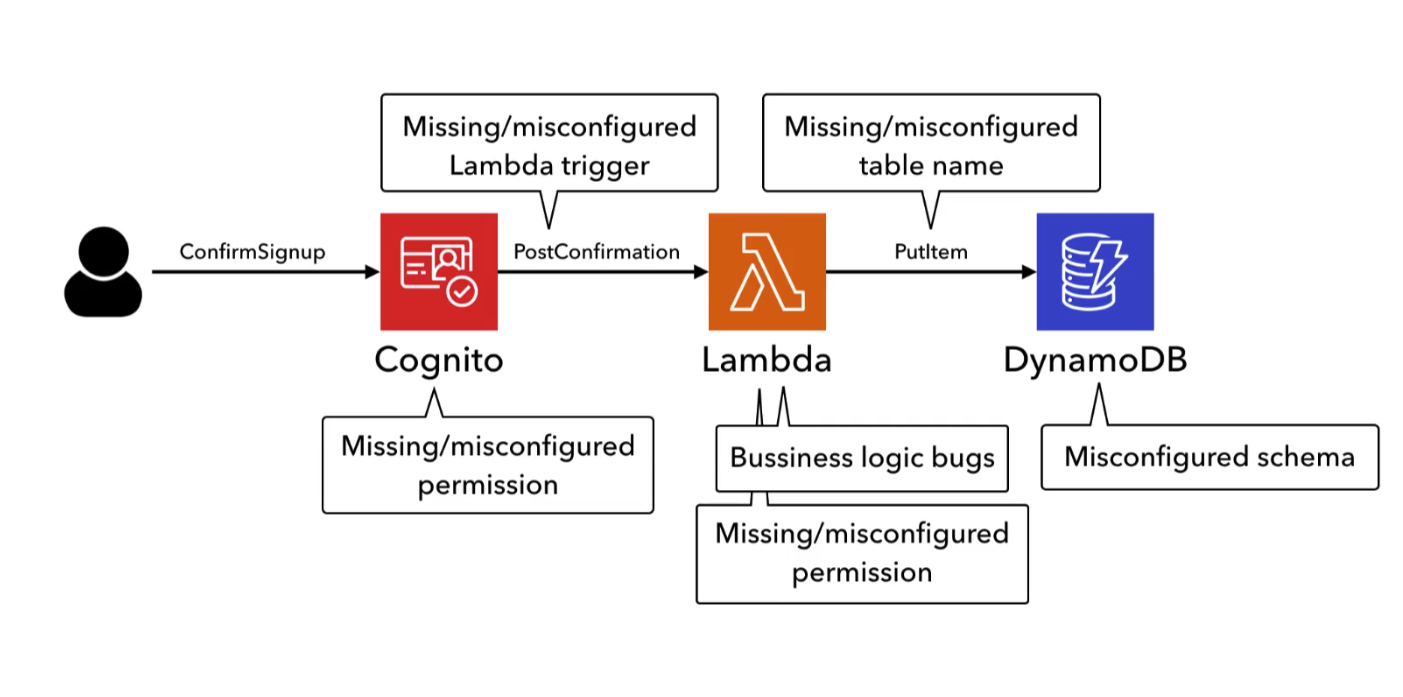 Missing/misconfigured
Lambda trigger
Missing/misconfigured
table name
ConfirmSignup
PostConfirmation
PutItem
Cognito
Lambda
DynamoDB
Missing/misconfigured
permission
Bussiness logic bugs
Misconfigured schema
Missing/misconfigured
permission